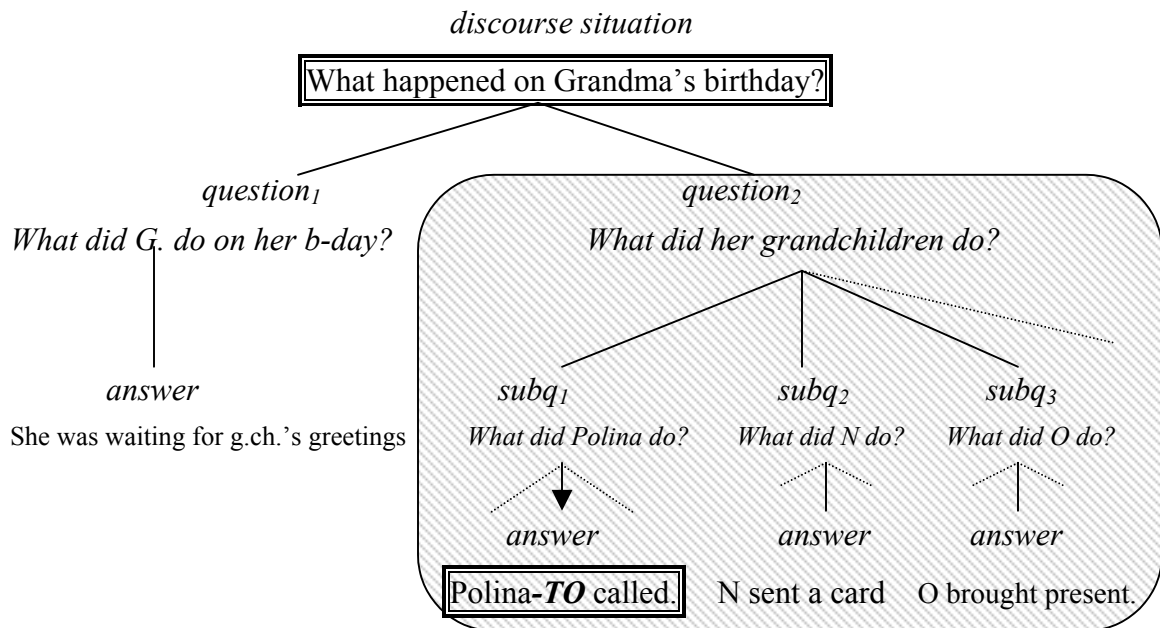 discourse situation
What happened on Grandma's birthday?
question1 question2
What did G. do on her b-day? What did her grandchildren do?
answer subq1 subq2 subq3
She was waiting for g.ch.'s greetings What did Polina do? What did N do? What did O do?
answer answer answer
Polina-TO called. N sent a card O brought present.